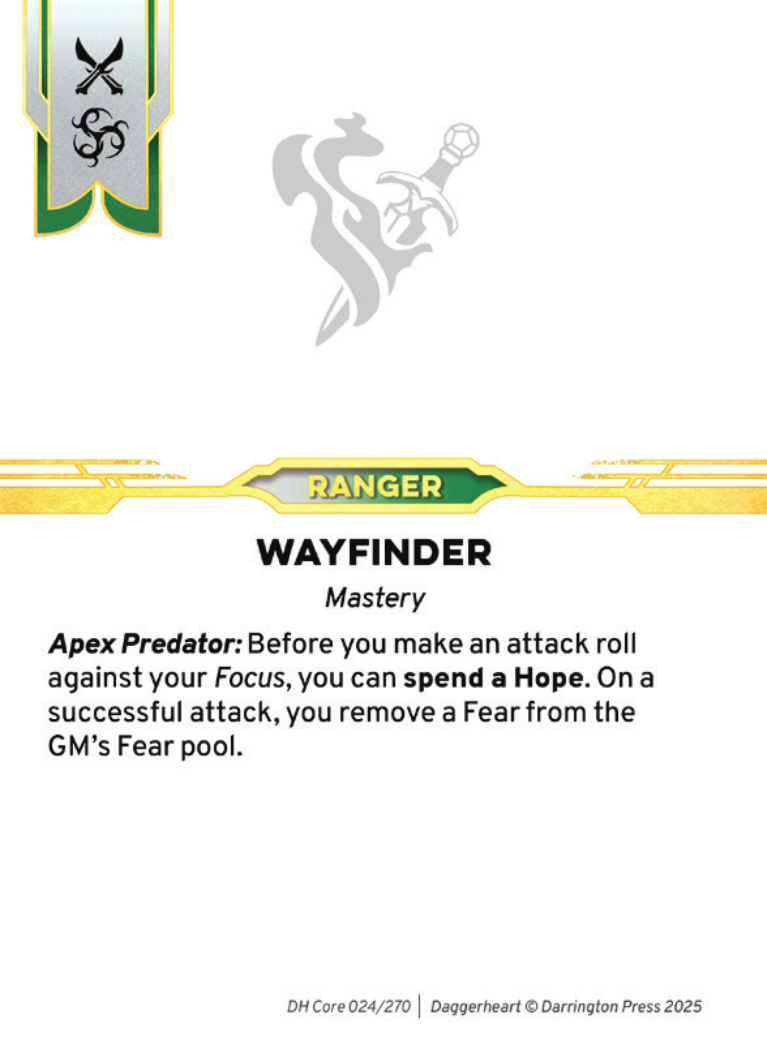 RANGER
WAYFINDER
Mastery
Apex Predator: Before you make an attack roll
against your Focus, you can spend a Hope. On a
successful attack, you remove a Fear from the
GM's Fear pool.
DH Core 024/270 | Daggerheart © Darrington Press 2025